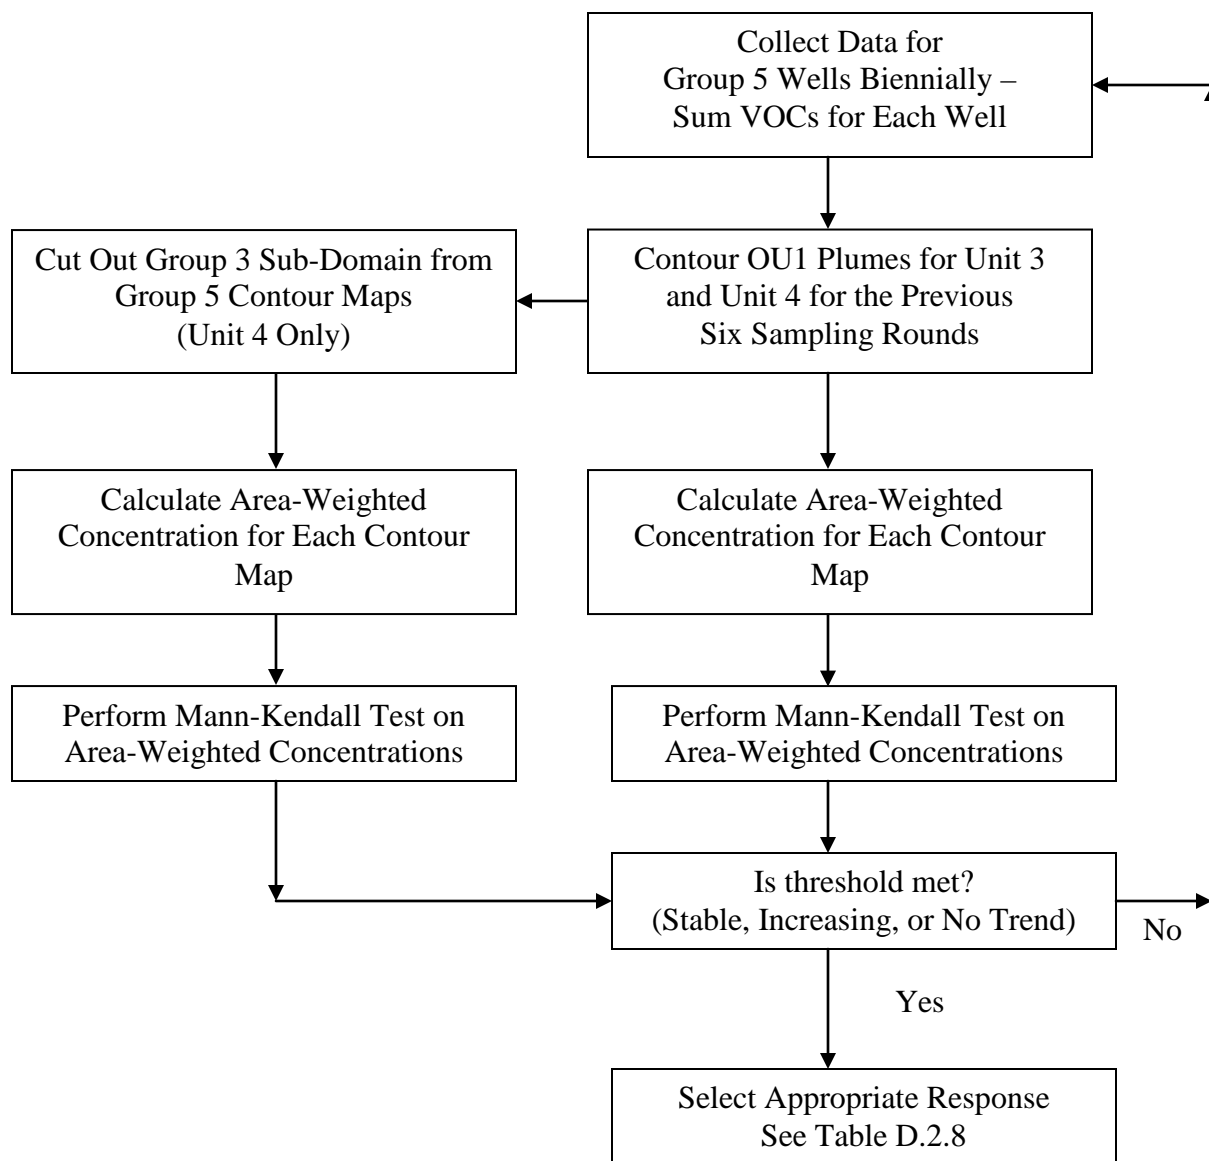 Collect Data for
Group 5 Wells Biennially –
Sum VOCs for Each Well
Cut Out Group 3 Sub-Domain from
Group 5 Contour Maps
(Unit 4 Only)
Contour OU1 Plumes for Unit 3
and Unit 4 for the Previous
Six Sampling Rounds
Calculate Area-Weighted
Concentration for Each Contour
Map
Calculate Area-Weighted
Concentration for Each Contour
Map
Perform Mann-Kendall Test on
Area-Weighted Concentrations
Perform Mann-Kendall Test on
Area-Weighted Concentrations
Is threshold met?
(Stable, Increasing, or No Trend)
No
Yes
Select Appropriate Response
See Table D.2.8